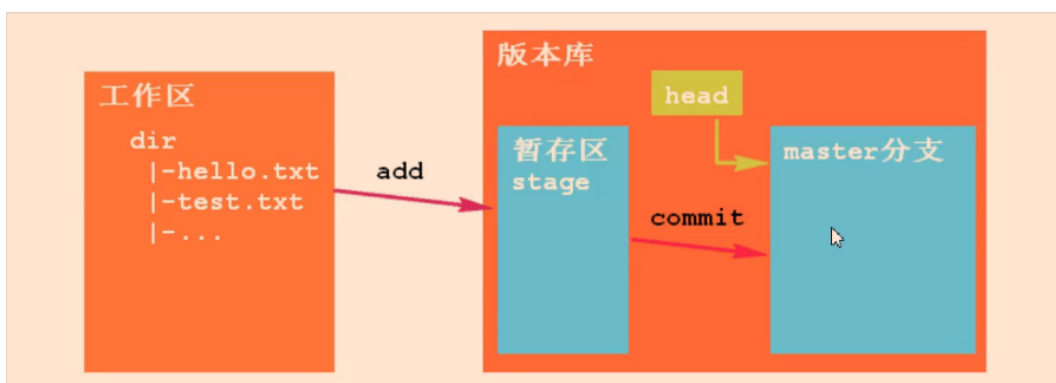 工作区
dir
|-hello.txt
|-test.txt
|-...
add
版本库
head
暂存区
stage
commit
master分支